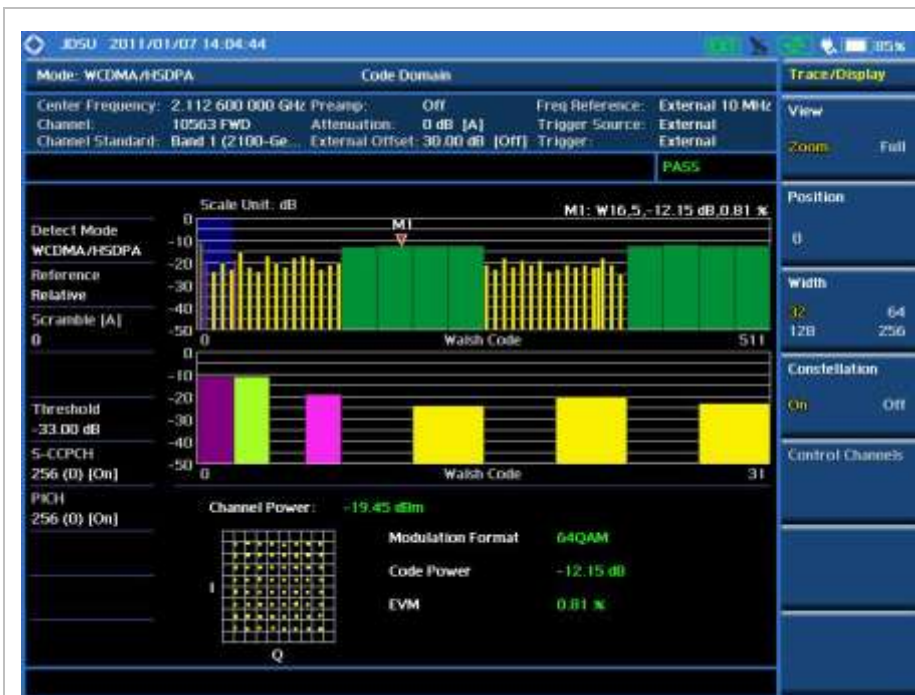 JDSU 2011/01/07 14:04:44
85%
Mode: WCDMA/HSDPA
Code Domain
Trace/Display
Center Frequency: 2.112 600 000 GHz Preamp: Off Freq Reference: External 10 MHz
Channel: 10563 FWD Attenuation: 0 dB [A] Trigger Source: External
Channel Standard: Band 1 (2100-Ge... External Offset: 30.00 dB [Off] Trigger: External
PASS
View
Zoom Full
Position
0
Width
32 64
128 256
Constellation
On Off
Control Channels
Detect Mode
WCDMA/HSDPA
Reference
Relative
Scramble [A]
0
Threshold
-33.00 dB
S-CCPCH
256 (0) [On]
PICH
256 (0) [On]
Scale Unit: dB
M1: W16,5,-12.15 dB,0.81 %
M1
0
-10
-20
-30
-40
-50
0 Walsh Code 511
0
-10
-20
-30
-40
-50
0 Walsh Code 31
Channel Power: -19.45 dBm
Modulation Format 64QAM
Code Power -12.15 dB
EVM 0.81 %
I
Q